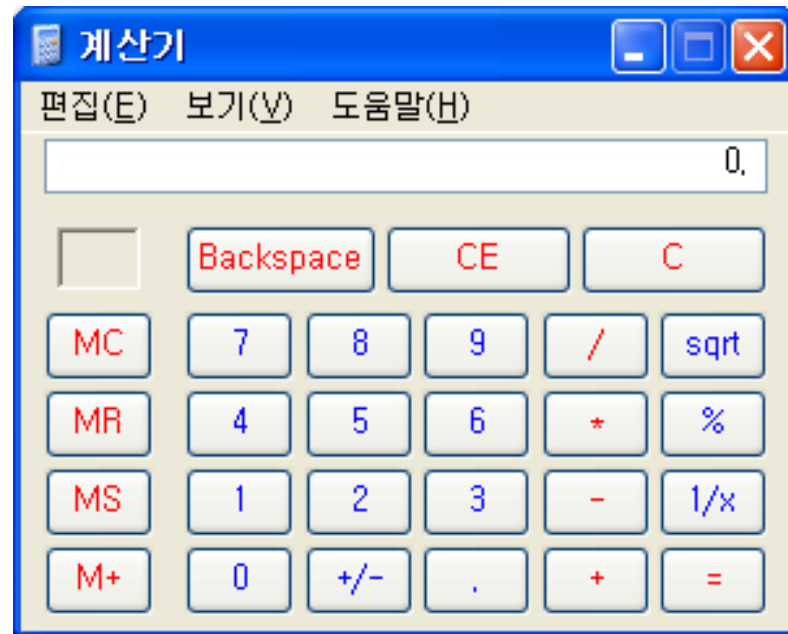 계산기
편집(E) 보기(V) 도움말(H)
0.
Backspace CE C
MC 7 8 9 / sqrt
MR 4 5 6 * %
MS 1 2 3 - 1/x
M+ 0 +/- . + =